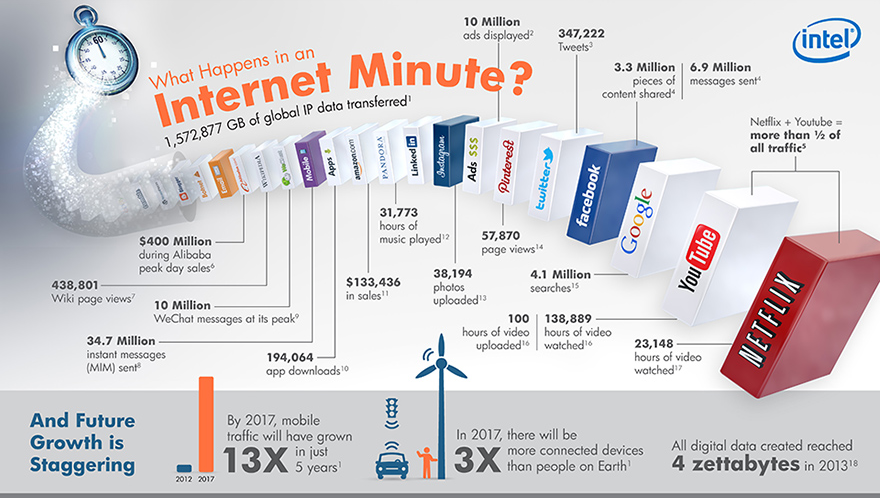 60
What Happens in an
Internet Minute?
1,572,877 GB of global IP data transferred¹
intel®
10 Million
ads displayed²
347,222
Tweets³
3.3 Million
pieces of
content shared⁴
6.9 Million
messages sent⁴
Netflix + Youtube =
more than ½ of
all traffic⁵
WIKIPEDIA
Mobile
Apps
amazon.com
PANDORA
Linked in
Instagram
Ads $$$
Pinterest
twitter
facebook
Google
YouTube
NETFLIX
$400 Million
during Alibaba
peak day sales⁶
438,801
Wiki page views⁷
10 Million
WeChat messages at its peak⁹
34.7 Million
instant messages
(MIM) sent⁸
194,064
app downloads¹⁰
$133,436
in sales¹¹
31,773
hours of
music played¹²
38,194
photos
uploaded¹³
57,870
page views¹⁴
4.1 Million
searches¹⁵
100
hours of video
uploaded¹⁶
138,889
hours of video
watched¹⁶
23,148
hours of video
watched¹⁷
And Future
Growth is
Staggering
2012 2017
By 2017, mobile
traffic will have grown
13X in just
5 years¹
In 2017, there will be
3X more connected devices
than people on Earth¹
All digital data created reached
4 zettabytes in 2013¹⁸